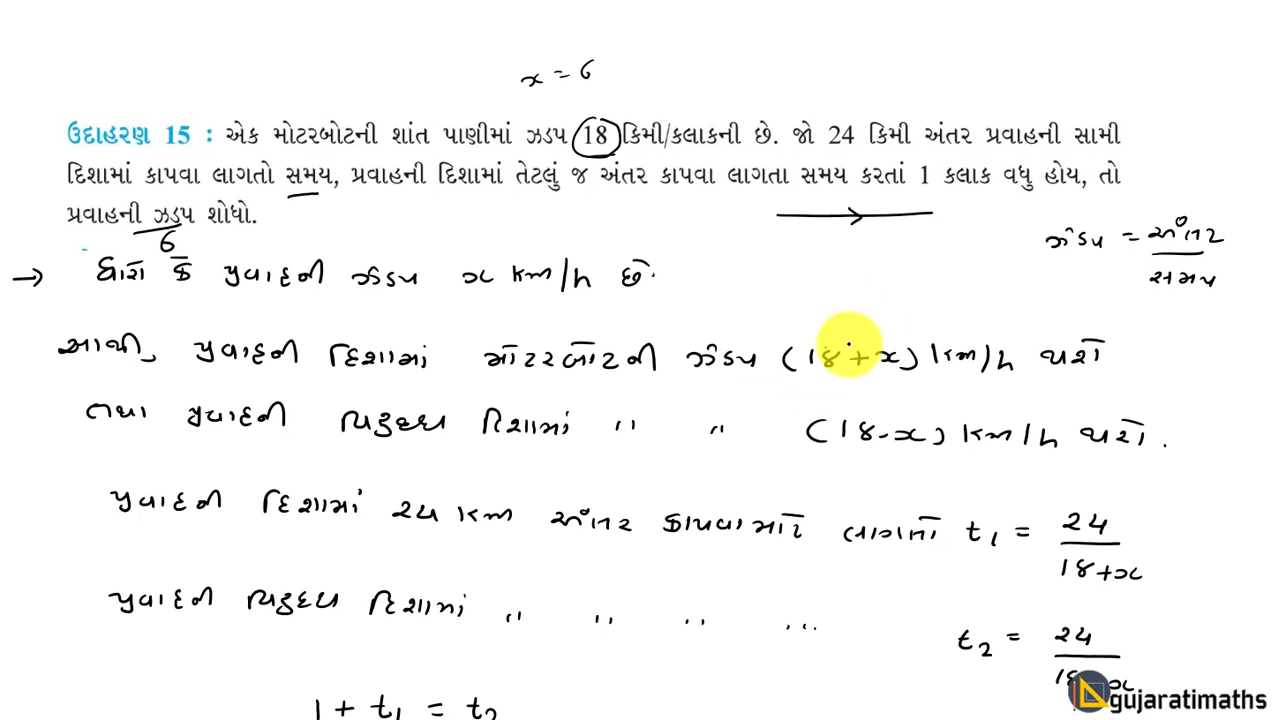 x = 6
ઉદાહરણ 15 : એક મોટરબોટની શાંત પાણીમાં ઝડપ 18 કિમી/કલાકની છે. જો 24 કિમી અંતર પ્રવાહની સામી
દિશામાં કાપવા લાગતો સમય, પ્રવાહની દિશામાં તેટલું જ અંતર કાપવા લાગતા સમય કરતાં 1 કલાક વધુ હોય, તો
પ્રવાહની ઝડપ શોધો.
6
ઝડપ = અંતર / સમય
→ ધારો કે પ્રવાહની ઝડપ x km/h છે.
આથી, પ્રવાહની દિશામાં મોટરબોટની ઝડપ (18+x) km/h થશે
તથા પ્રવાહની વિરુદ્ધ દિશામાં " " (18-x) km/h થશે.
પ્રવાહની દિશામાં 24 km અંતર કાપવા માટે લાગતો t₁ = 24 / 18+x
પ્રવાહની વિરુદ્ધ દિશામાં " " " " t₂ = 24 / 18-x
1 + t₁ = t₂
gujaratimaths